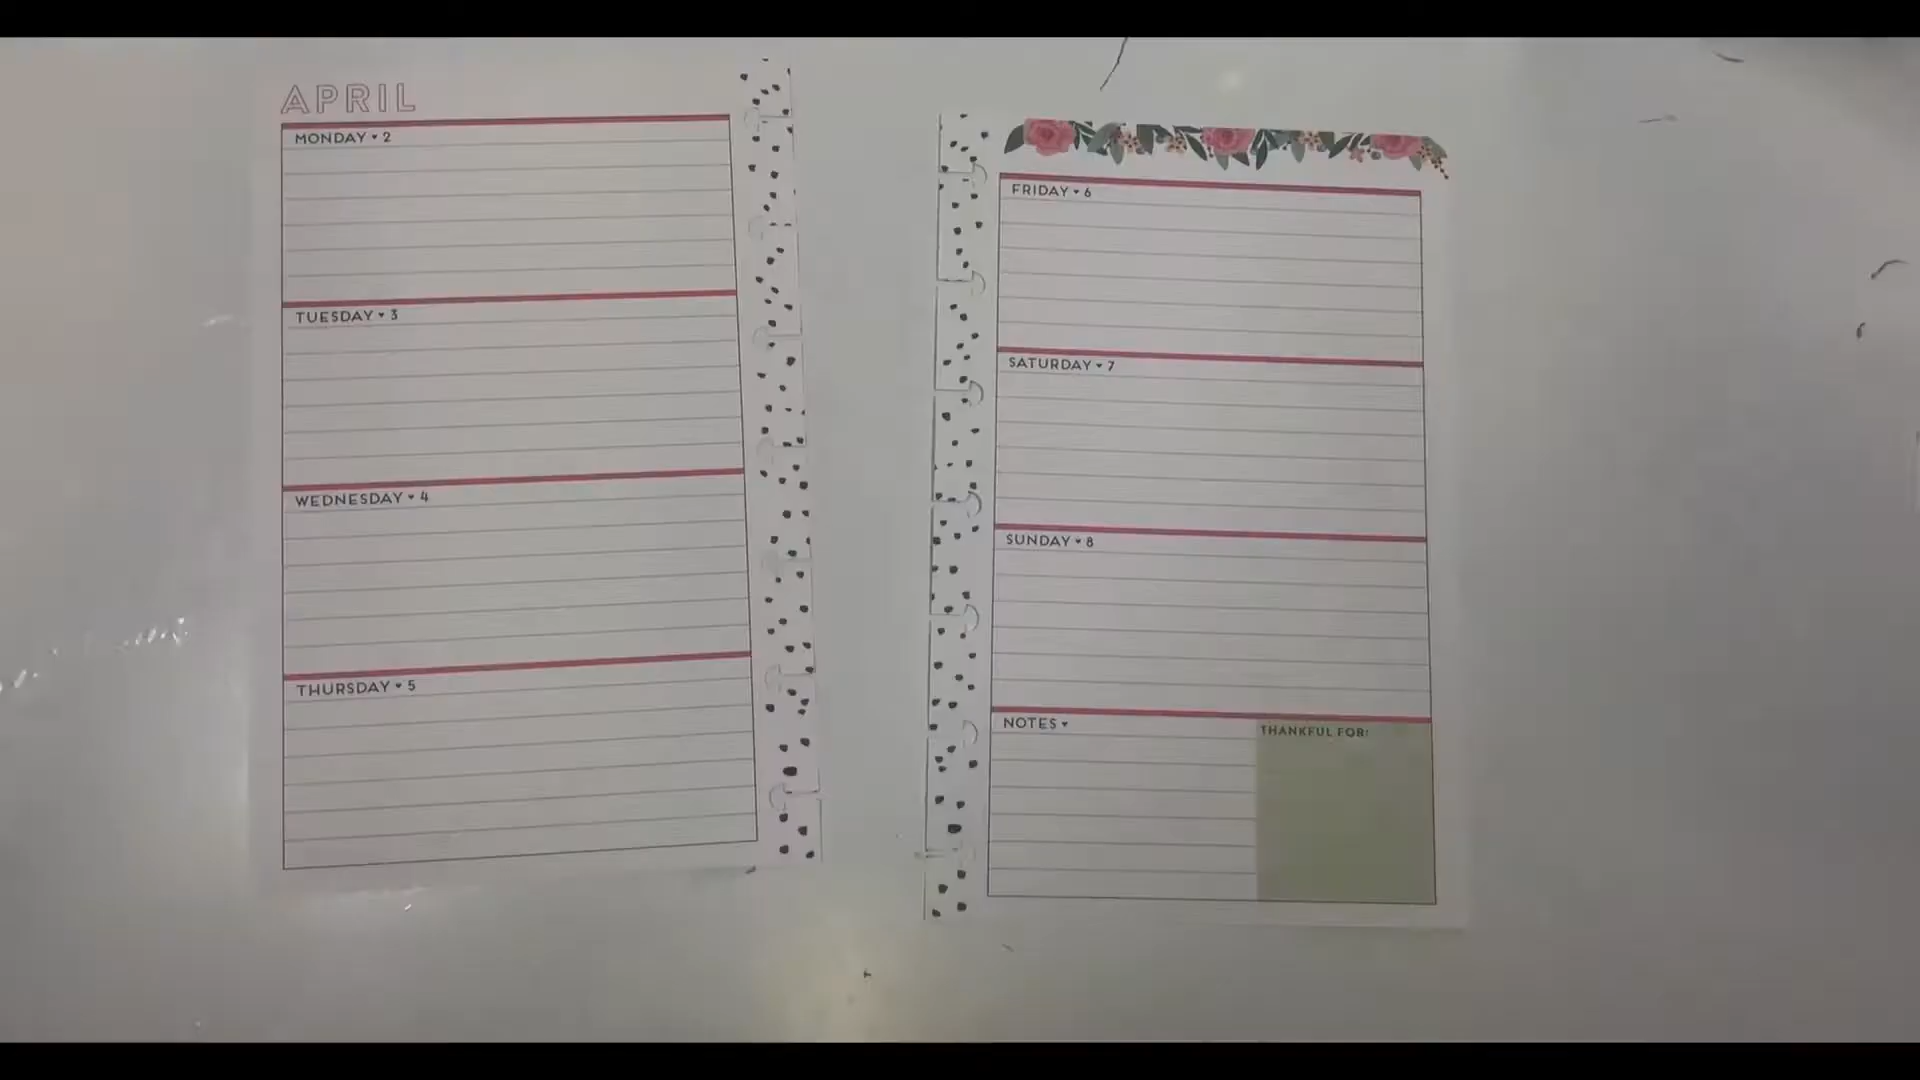 APRIL
MONDAY ♥ 2
TUESDAY ♥ 3
WEDNESDAY ♥ 4
THURSDAY ♥ 5
FRIDAY ♥ 6
SATURDAY ♥ 7
SUNDAY ♥ 8
NOTES ♥
THANKFUL FOR: